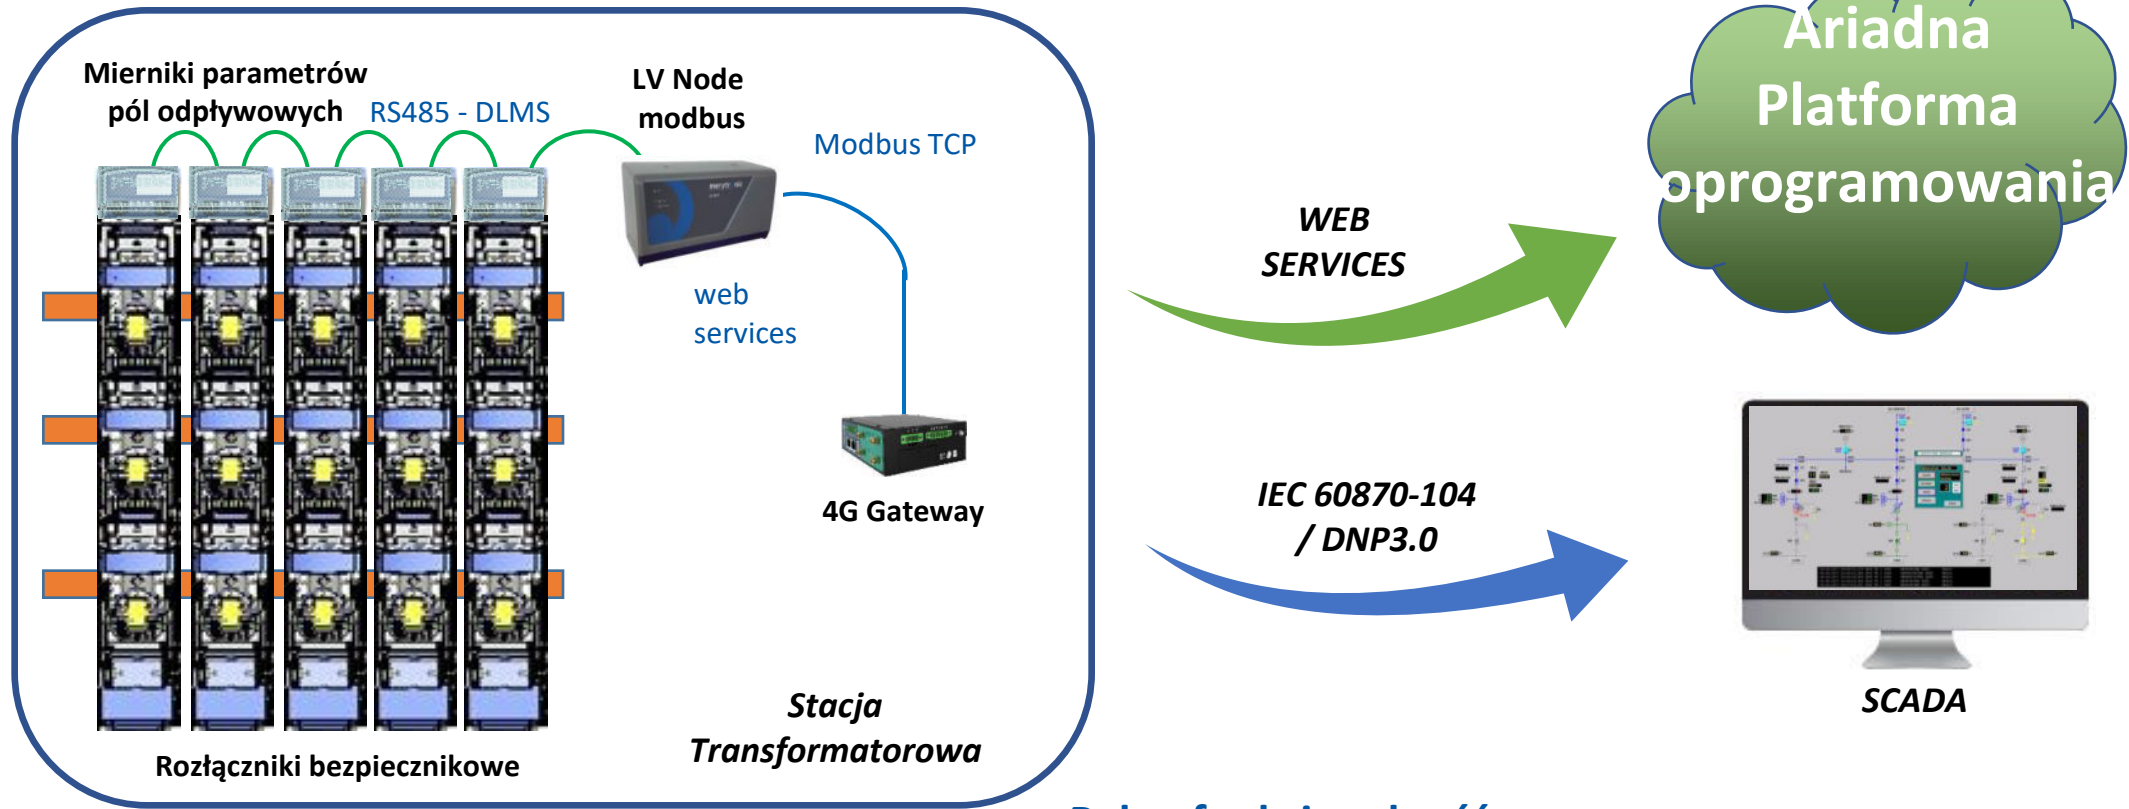 Mierniki parametrów
pól odpływowych
RS485 - DLMS
LV Node
modbus
Modbus TCP
web
services
4G Gateway
Stacja
Transformatorowa
Rozłączniki bezpiecznikowe
WEB
SERVICES
IEC 60870-104
/ DNP3.0
Ariadna
Platforma
oprogramowania
SCADA